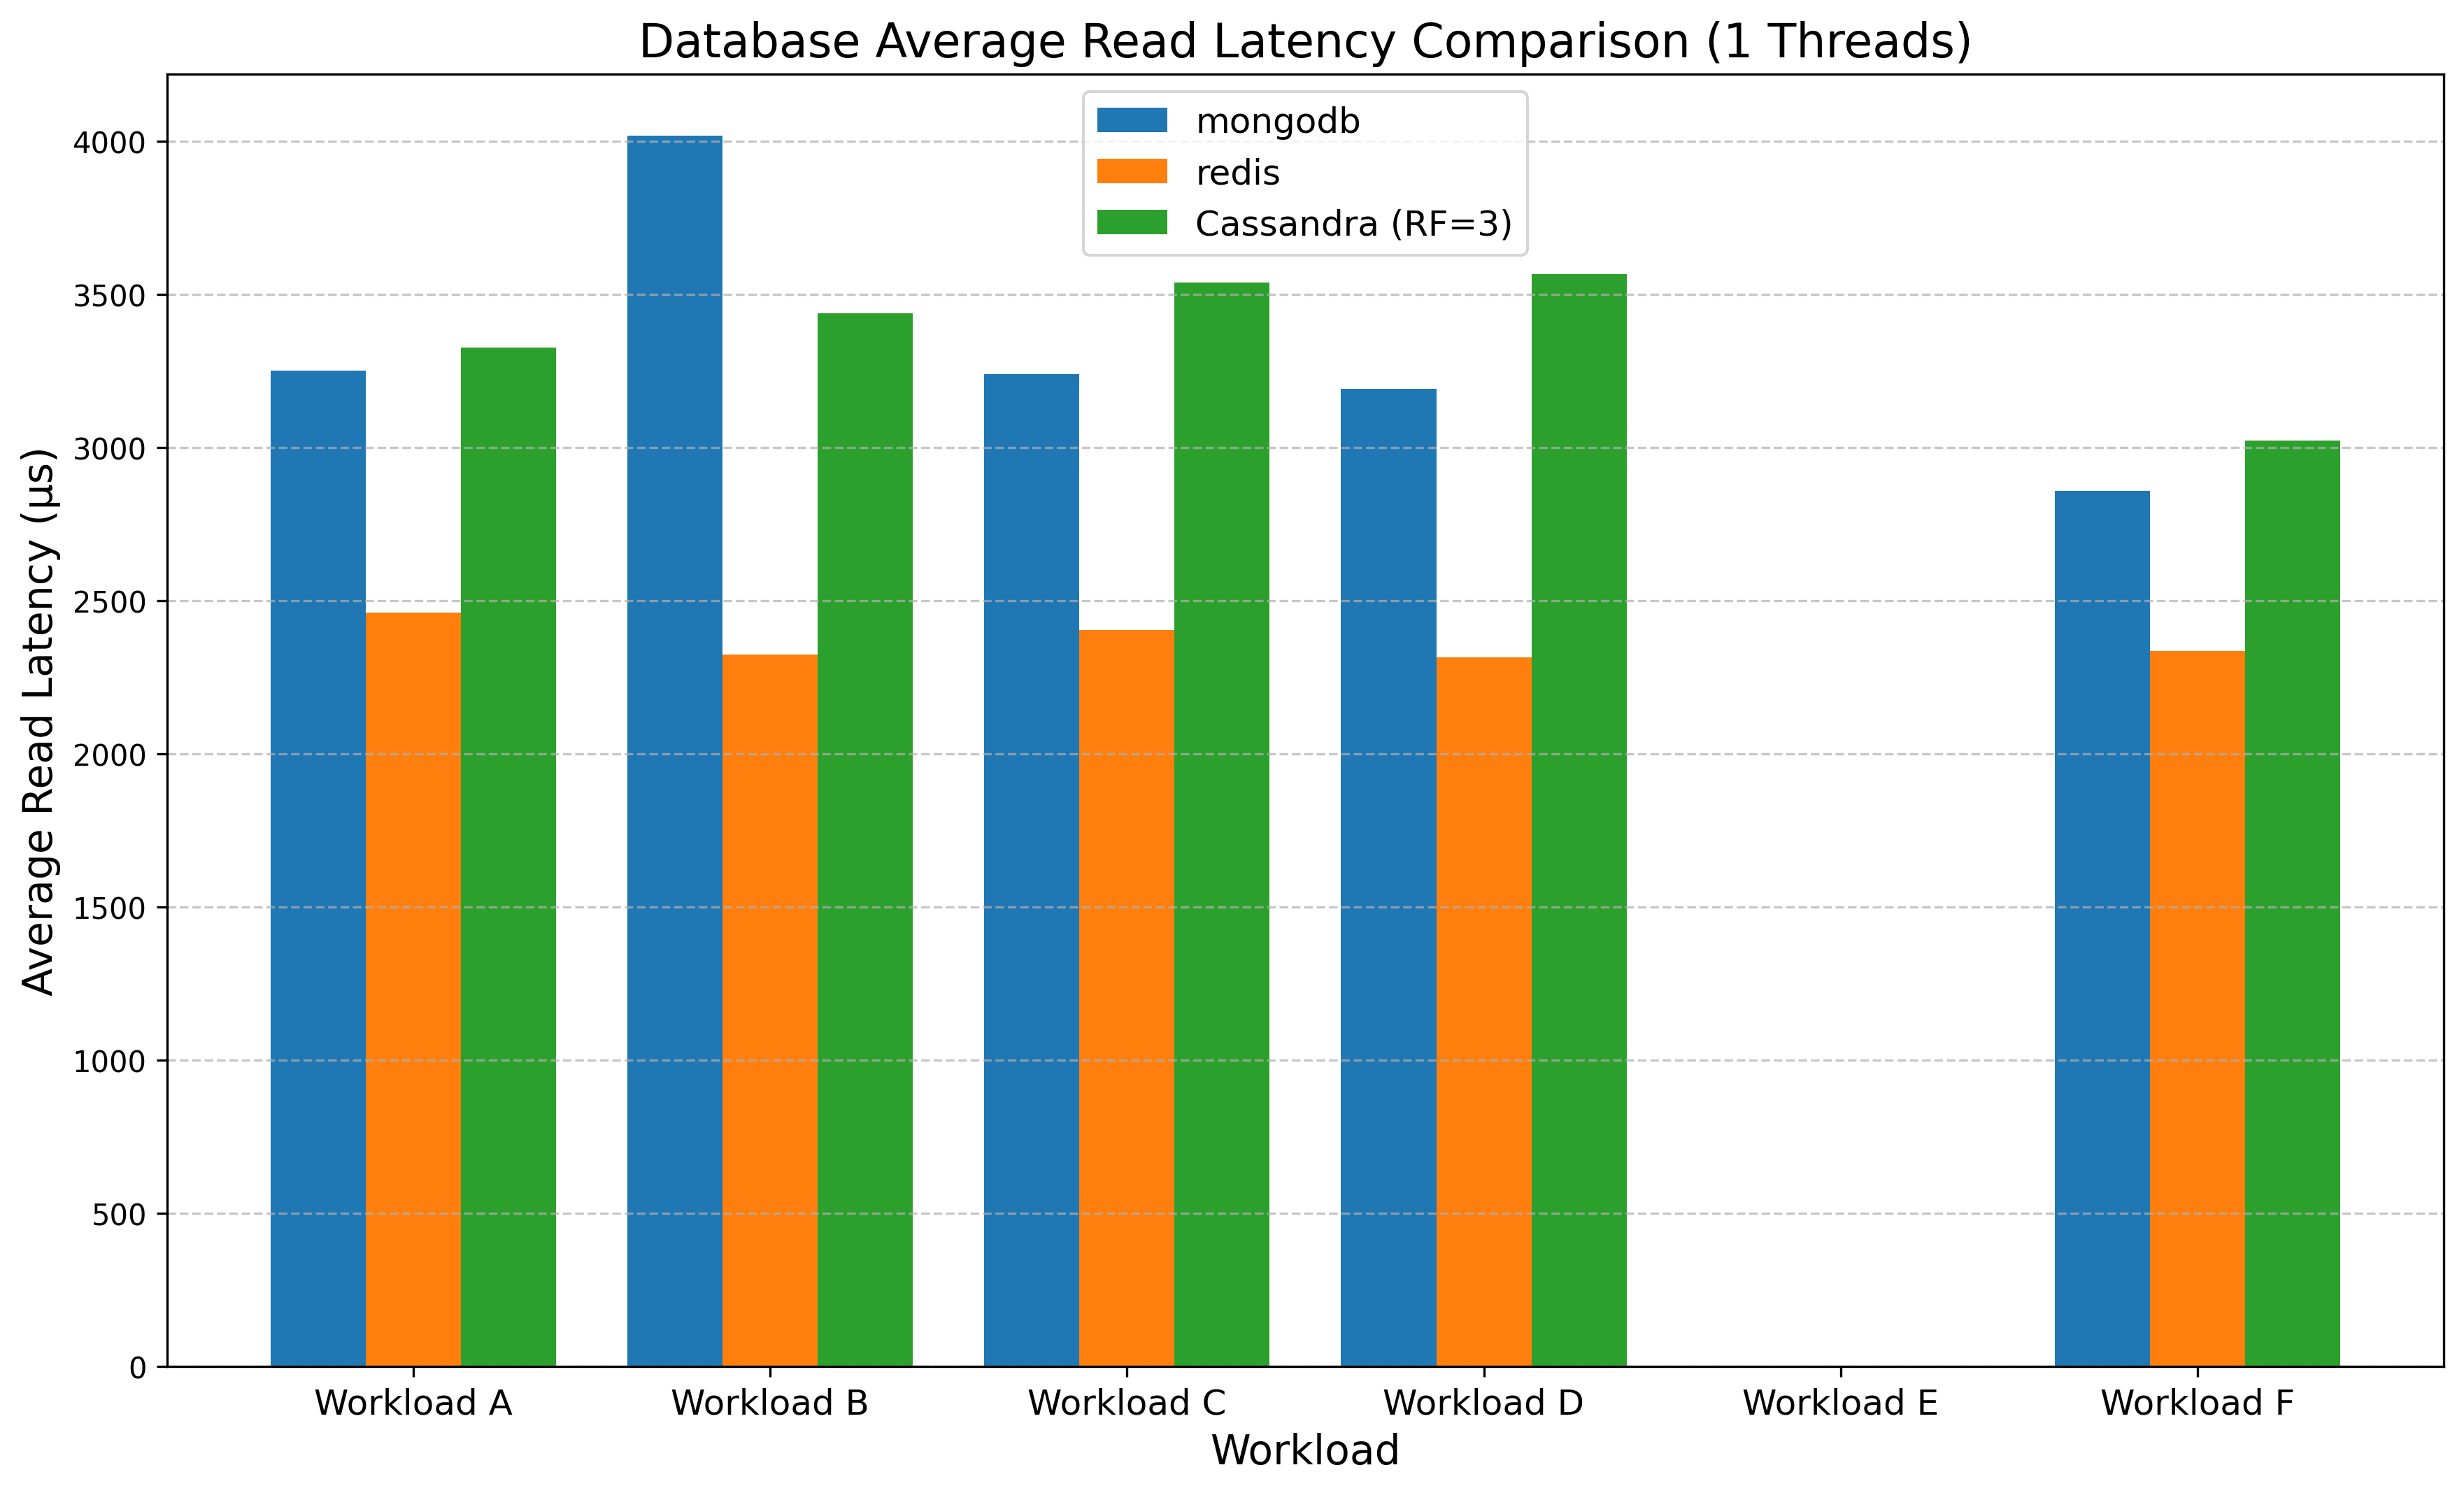 Database Average Read Latency Comparison (1 Threads)
mongodb
redis
Cassandra (RF=3)
Average Read Latency (μs)
4000
3500
3000
2500
2000
1500
1000
500
0
Workload A
Workload B
Workload C
Workload D
Workload E
Workload F
Workload